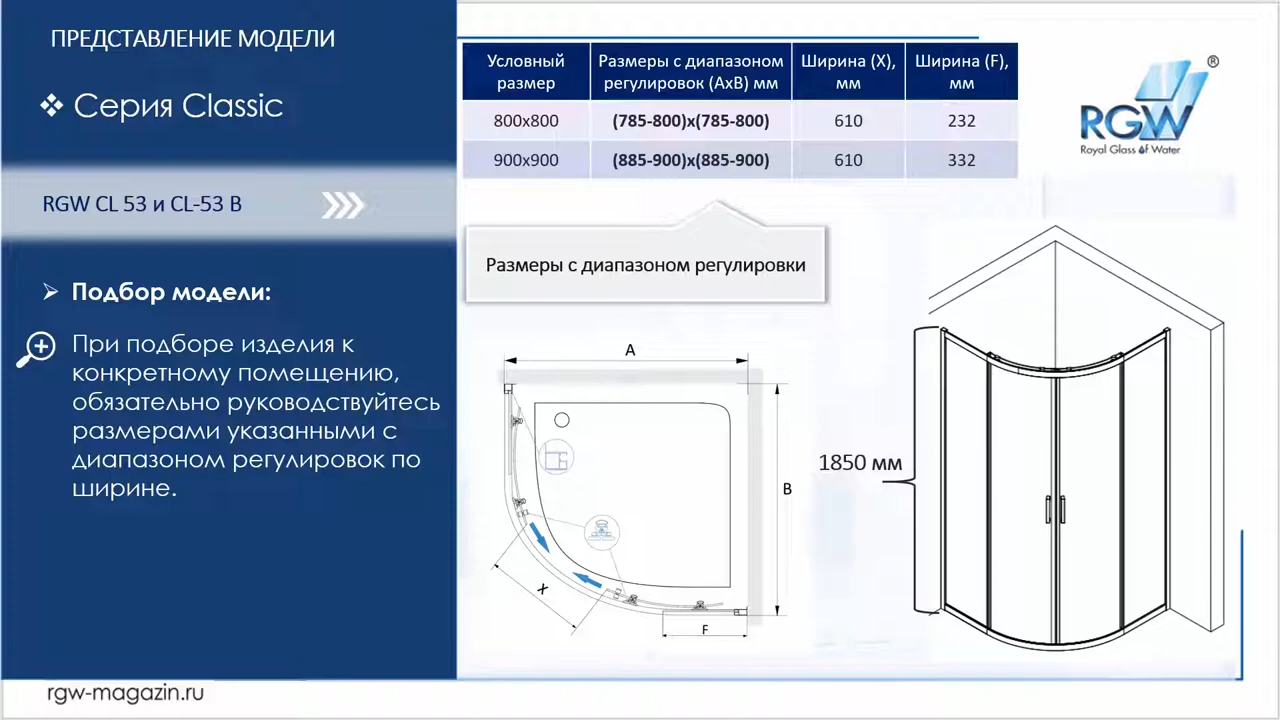 ПРЕДСТАВЛЕНИЕ МОДЕЛИ
❖ Серия Classic
RGW CL 53 и CL-53 B
➢ Подбор модели:
При подборе изделия к
конкретному помещению,
обязательно руководствуйтесь
размерами указанными с
диапазоном регулировок по
ширине.
rgw-magazin.ru
Условный размер | Размеры с диапазоном регулировок (АxВ) мм | Ширина (X), мм | Ширина (F), мм
800x800 | (785-800)x(785-800) | 610 | 232
900x900 | (885-900)x(885-900) | 610 | 332
Размеры с диапазоном регулировки
RGW®
Royal Glass of Water
A
B
X
F
1850 мм